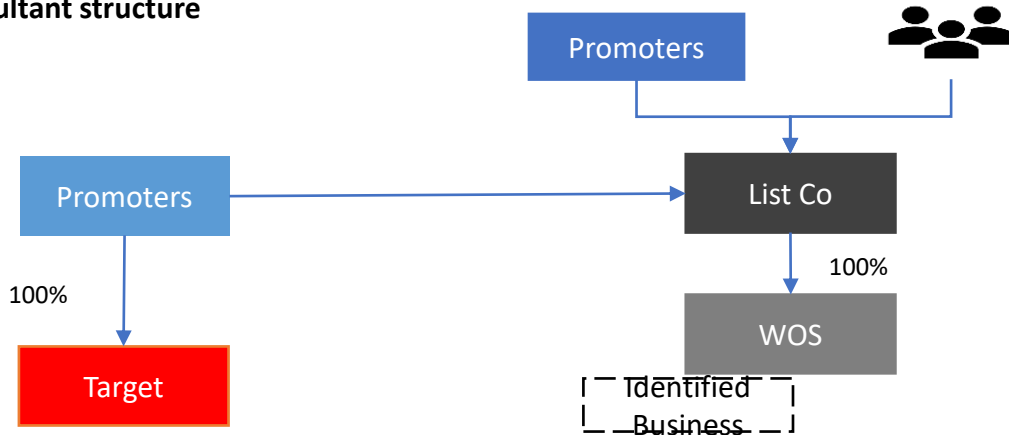 ultant structure
Promoters
Promoters
List Co
100%
100%
WOS
Target
Identified
Business